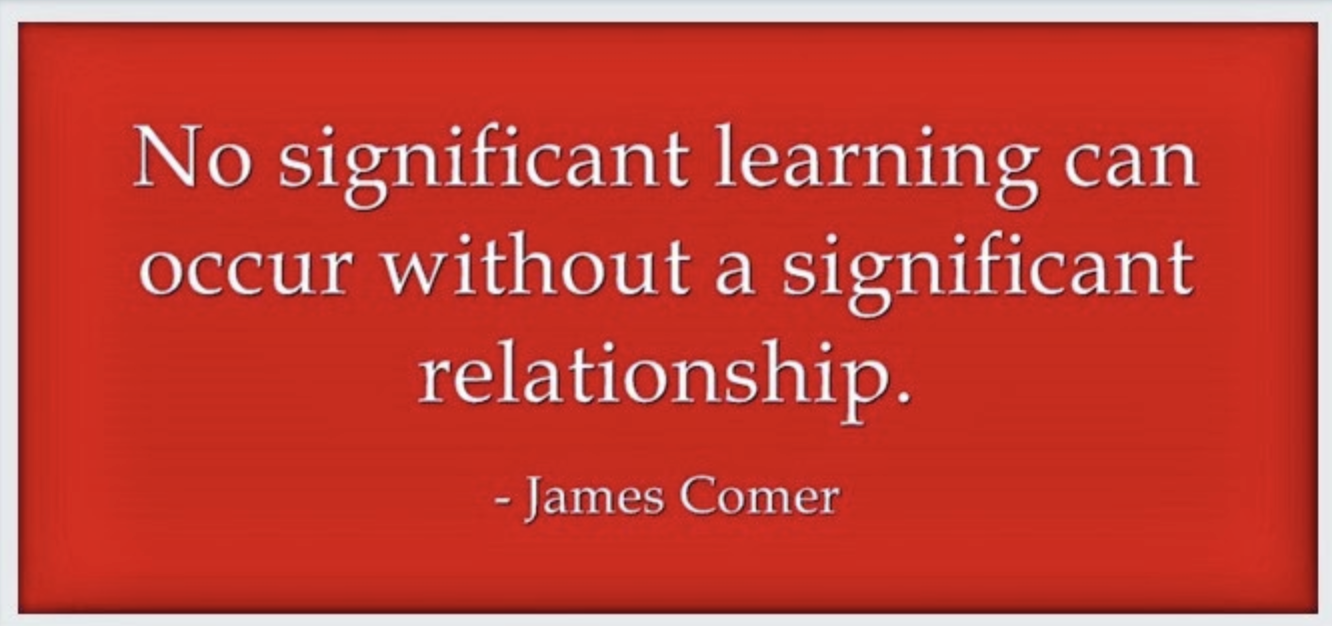 No significant learning can
occur without a significant
relationship.
- James Comer